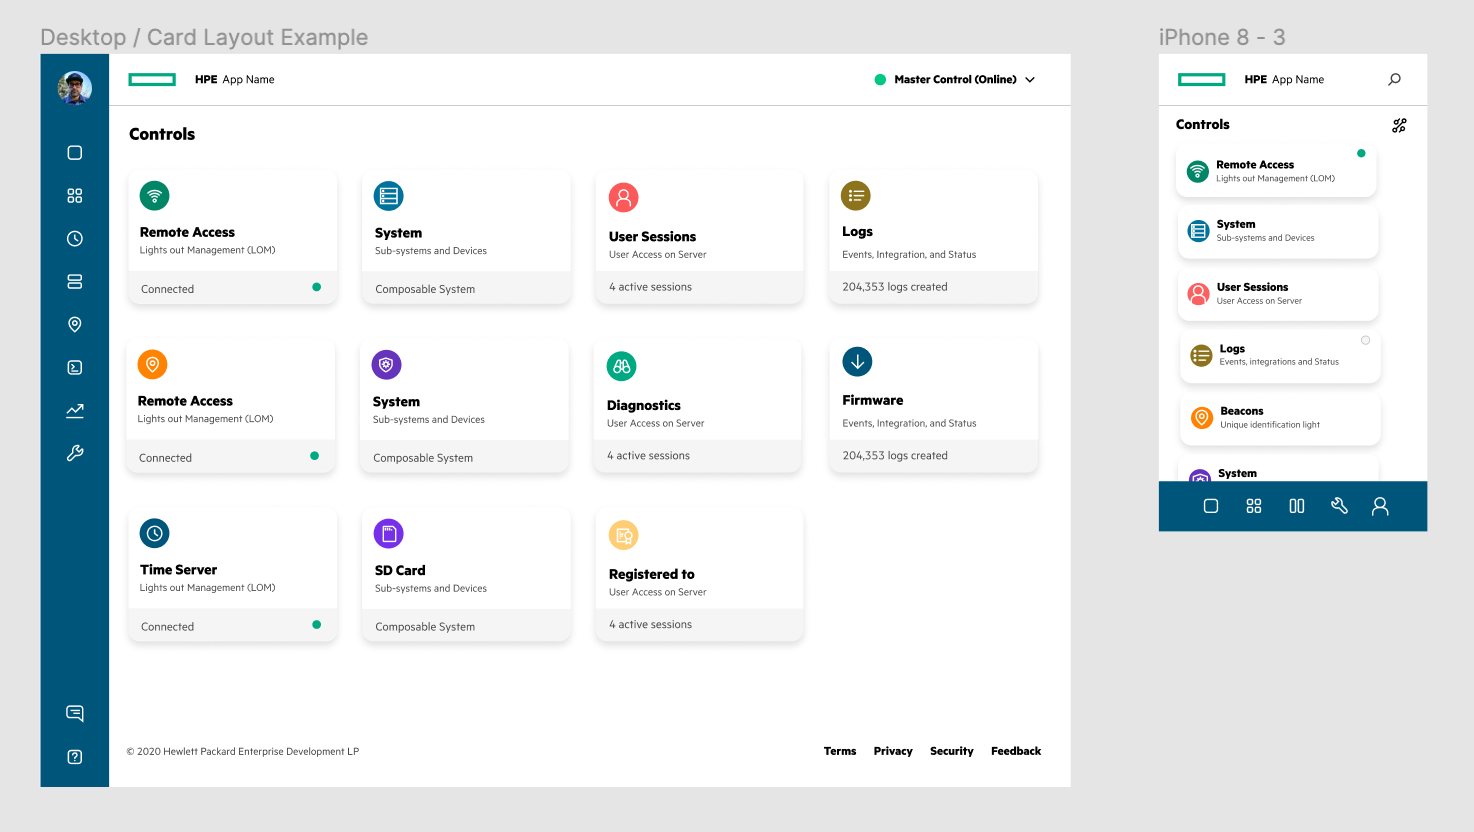 Desktop / Card Layout Example
HPE App Name
Master Control (Online)
Controls
Remote Access
Lights out Management (LOM)
Connected
System
Sub-systems and Devices
Composable System
User Sessions
User Access on Server
4 active sessions
Logs
Events, Integration, and Status
204,353 logs created
Remote Access
Lights out Management (LOM)
Connected
System
Sub-systems and Devices
Composable System
Diagnostics
User Access on Server
4 active sessions
Firmware
Events, Integration, and Status
204,353 logs created
Time Server
Lights out Management (LOM)
Connected
SD Card
Sub-systems and Devices
Composable System
Registered to
User Access on Server
4 active sessions
© 2020 Hewlett Packard Enterprise Development LP
Terms Privacy Security Feedback
iPhone 8 - 3
HPE App Name
Controls
Remote Access
Lights out Management (LOM)
System
Sub-systems and Devices
User Sessions
User Access on Server
Logs
Events, integrations and Status
Beacons
Unique identification light
System